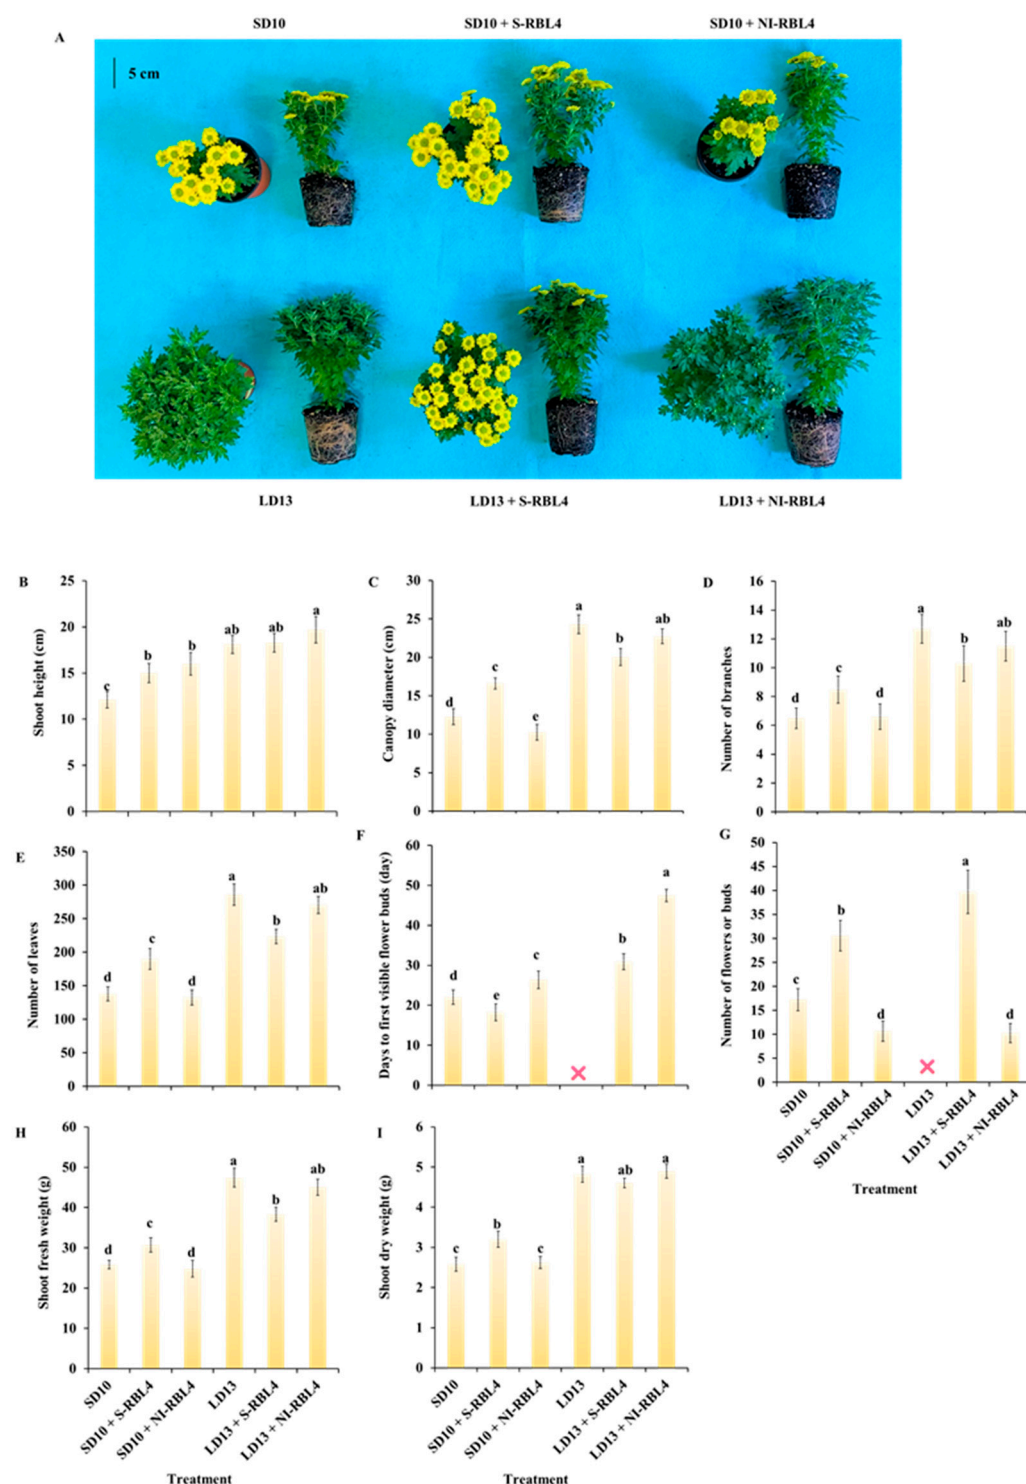 SD10 SD10 + S-RBL4 SD10 + NI-RBL4
A
5 cm
LD13 LD13 + S-RBL4 LD13 + NI-RBL4
B
Shoot height (cm)
25
20
15
10
5
0
c b b ab ab a
C
Canopy diameter (cm)
30
25
20
15
10
5
0
d c e a b ab
D
Number of branches
16
14
12
10
8
6
4
2
0
d c d a b ab
E
Number of leaves
350
300
250
200
150
100
50
0
d c d a b ab
F
Days to first visible flower buds (day)
60
50
40
30
20
10
0
d e c b a
G
Number of flowers or buds
50
45
40
35
30
25
20
15
10
5
0
c b d a d
SD10
SD10 + S-RBL4
SD10 + NI-RBL4
LD13
LD13 + S-RBL4
LD13 + NI-RBL4
Treatment
H
Shoot fresh weight (g)
60
50
40
30
20
10
0
d c d a b ab
SD10
SD10 + S-RBL4
SD10 + NI-RBL4
LD13
LD13 + S-RBL4
LD13 + NI-RBL4
Treatment
I
Shoot dry weight (g)
6
5
4
3
2
1
0
c b c a ab a
SD10
SD10 + S-RBL4
SD10 + NI-RBL4
LD13
LD13 + S-RBL4
LD13 + NI-RBL4
Treatment